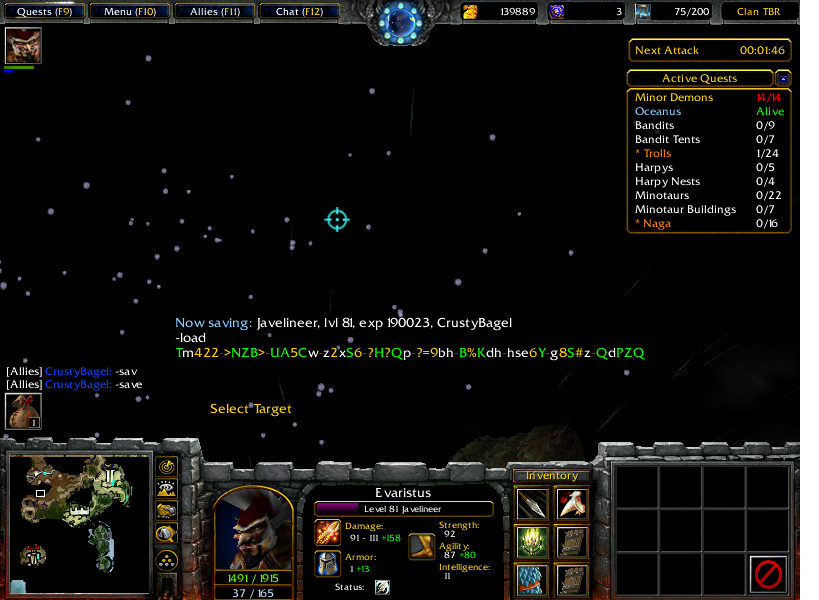 Quests (F9) Menu (F10) Allies (F11) Chat (F12) 139889 3 75/200 Clan TBR
Next Attack 00:01:46
Active Quests
Minor Demons 14/14
Oceanus Alive
Bandits 0/9
Bandit Tents 0/7
* Trolls 1/24
Harpys 0/5
Harpy Nests 0/4
Minotaurs 0/22
Minotaur Buildings 0/7
* Naga 0/16
Now saving: Javelineer, lvl 81, exp 190023, CrustyBagel
-load
Tm422->NZB>-UA5Cw-z2xS6-?H?Qp-?=9bh-B%Kdh-hse6Y-g8S#z-QdPZQ
[Allies] CrustyBagel: -sav
[Allies] CrustyBagel: -save
1
Select Target
Evaristus
Level 81 Javelineer
Damage:
91 - 111 +158
Armor:
1 +13
Strength:
92
Agility:
87 +80
Intelligence:
11
Status:
1491 / 1915
37 / 165
Inventory